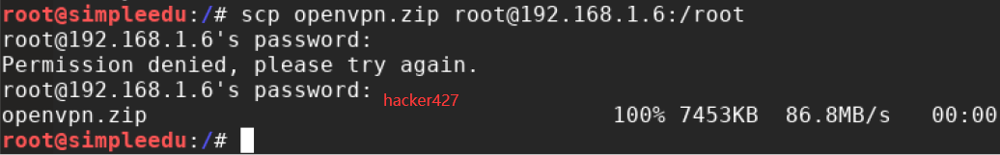 root@simpleedu:/# scp openvpn.zip root@192.168.1.6:/root
root@192.168.1.6's password:
Permission denied, please try again.
root@192.168.1.6's password: hacker427
openvpn.zip 100% 7453KB 86.8MB/s 00:00
root@simpleedu:/#